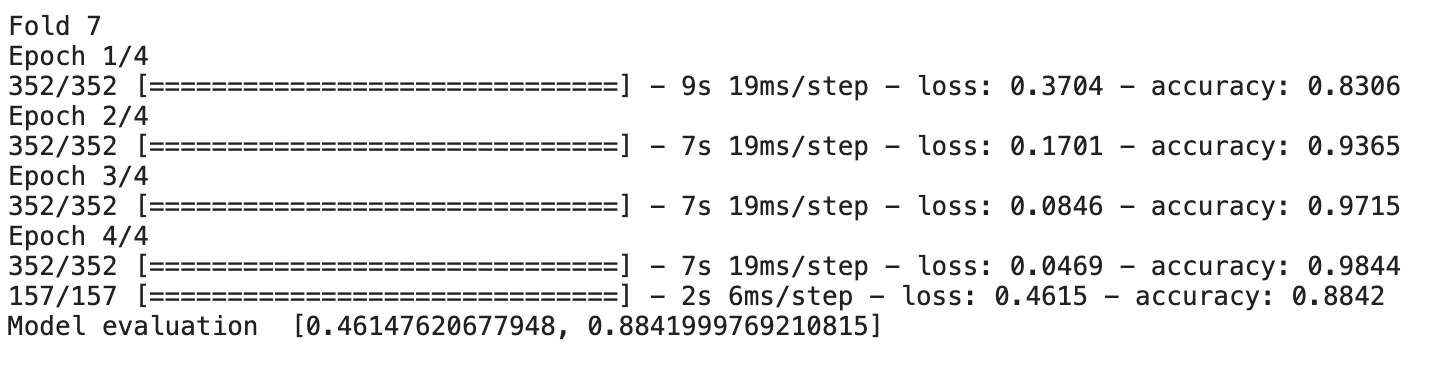 Fold 7
Epoch 1/4
352/352 [==============================] - 9s 19ms/step - loss: 0.3704 - accuracy: 0.8306
Epoch 2/4
352/352 [==============================] - 7s 19ms/step - loss: 0.1701 - accuracy: 0.9365
Epoch 3/4
352/352 [==============================] - 7s 19ms/step - loss: 0.0846 - accuracy: 0.9715
Epoch 4/4
352/352 [==============================] - 7s 19ms/step - loss: 0.0469 - accuracy: 0.9844
157/157 [==============================] - 2s 6ms/step - loss: 0.4615 - accuracy: 0.8842
Model evaluation  [0.46147620677948, 0.8841999769210815]